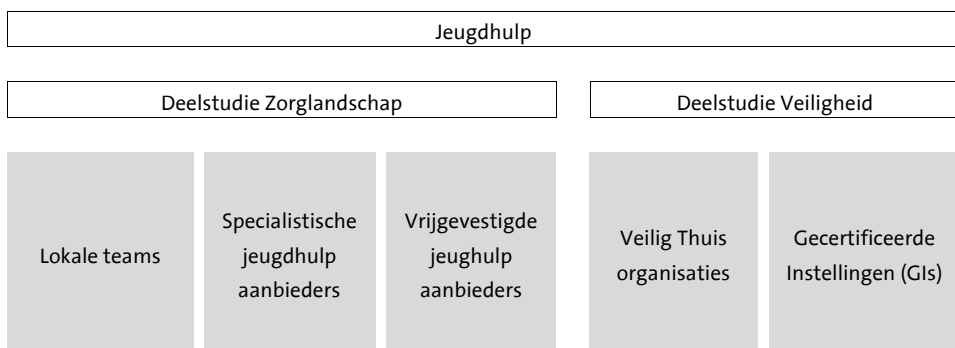 Jeugdhulp
Deelstudie Zorglandschap
Deelstudie Veiligheid
Lokale teams
Specialistische
jeugdhulp
aanbieders
Vrijgevestigde
jeughulp
aanbieders
Veilig Thuis
organisaties
Gecertificeerde
Instellingen (GIs)